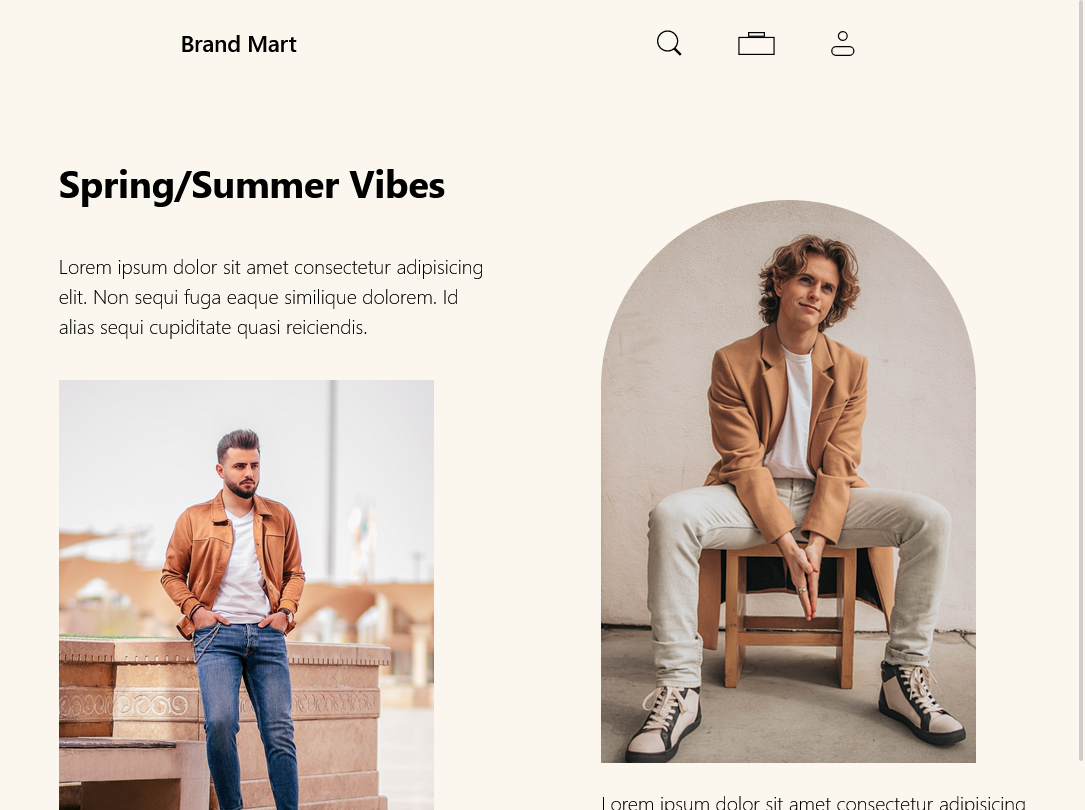 Brand Mart
Spring/Summer Vibes
Lorem ipsum dolor sit amet consectetur adipisicing
elit. Non sequi fuga eaque similique dolorem. Id
alias sequi cupiditate quasi reiciendis.
Lorem ipsum dolor sit amet consectetur adipisicing